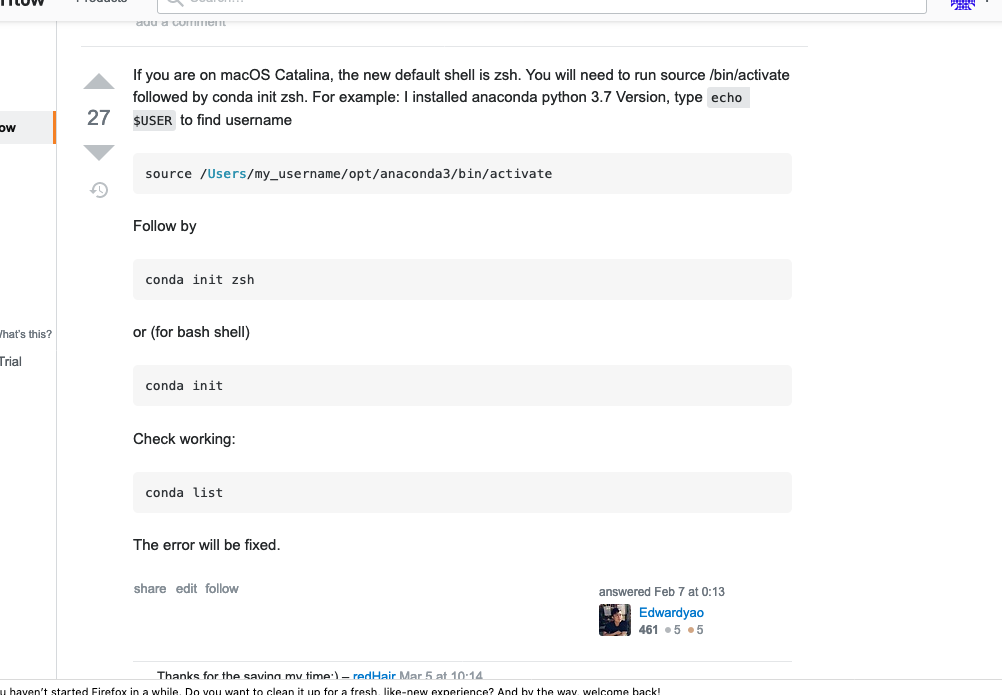 Products
Search...
add a comment
If you are on macOS Catalina, the new default shell is zsh. You will need to run source /bin/activate
followed by conda init zsh. For example: I installed anaconda python 3.7 Version, type echo
27
$USER to find username
source /Users/my_username/opt/anaconda3/bin/activate
Follow by
conda init zsh
or (for bash shell)
What's this?
Trial
conda init
Check working:
conda list
The error will be fixed.
share edit follow
answered Feb 7 at 0:13
Edwardyao
461 5 5
Thanks for the saving my time:) – redHair Mar 5 at 10:14
u haven't started Firefox in a while. Do you want to clean it up for a fresh, like-new experience? And by the way, welcome back!